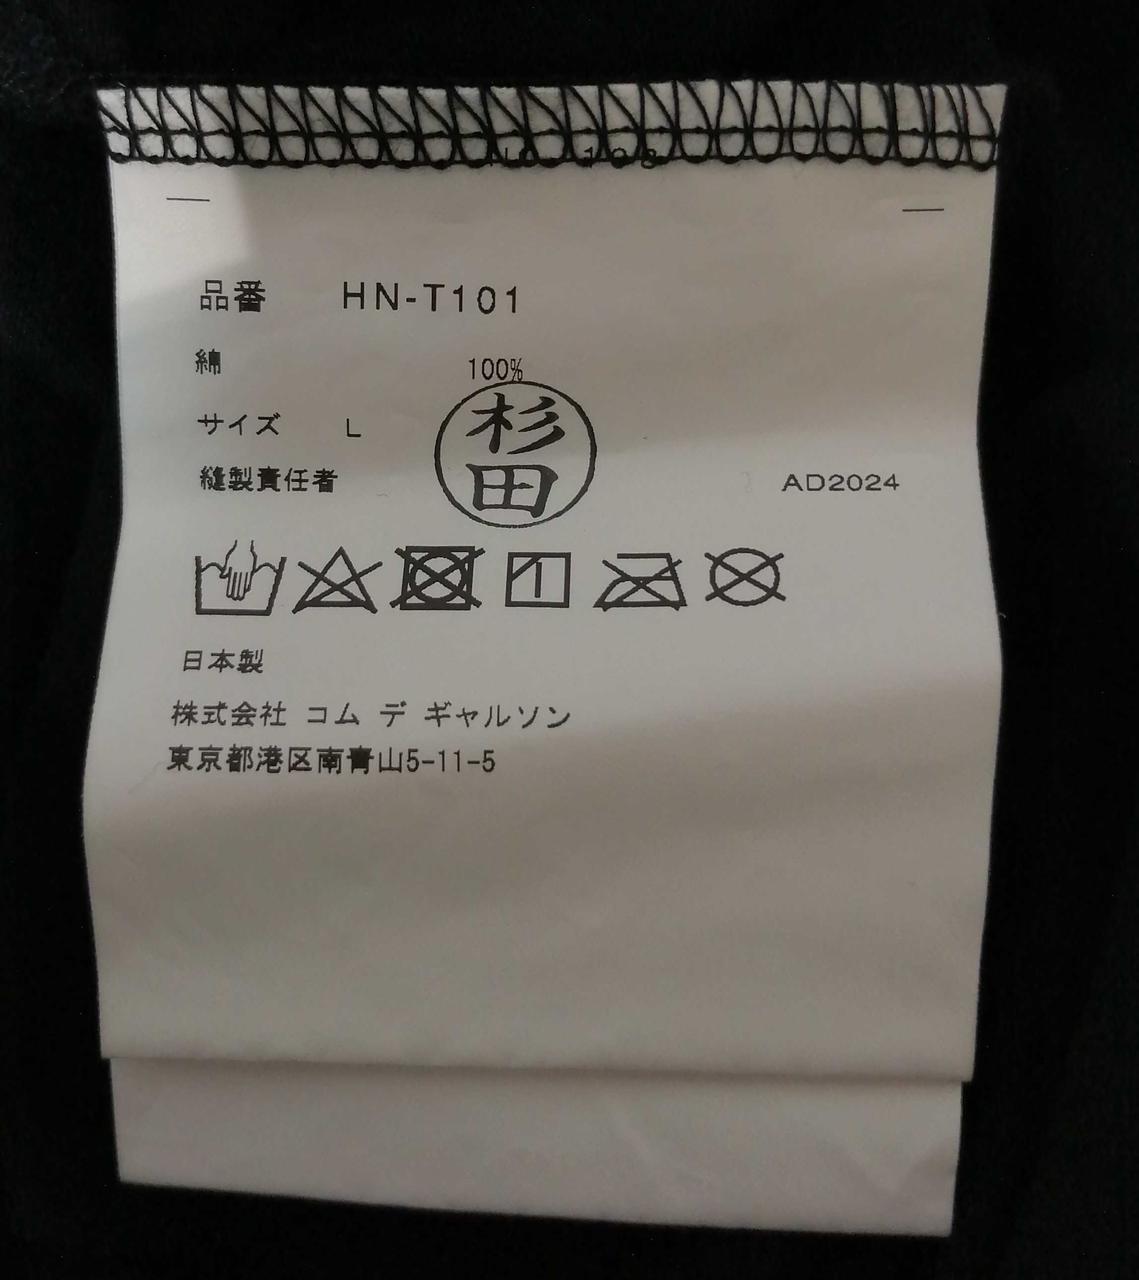 品番 HN-T101
綿 100%
サイズ L
杉田
縫製責任者 AD2024
日本製
株式会社 コム デ ギャルソン
東京都港区南青山5-11-5